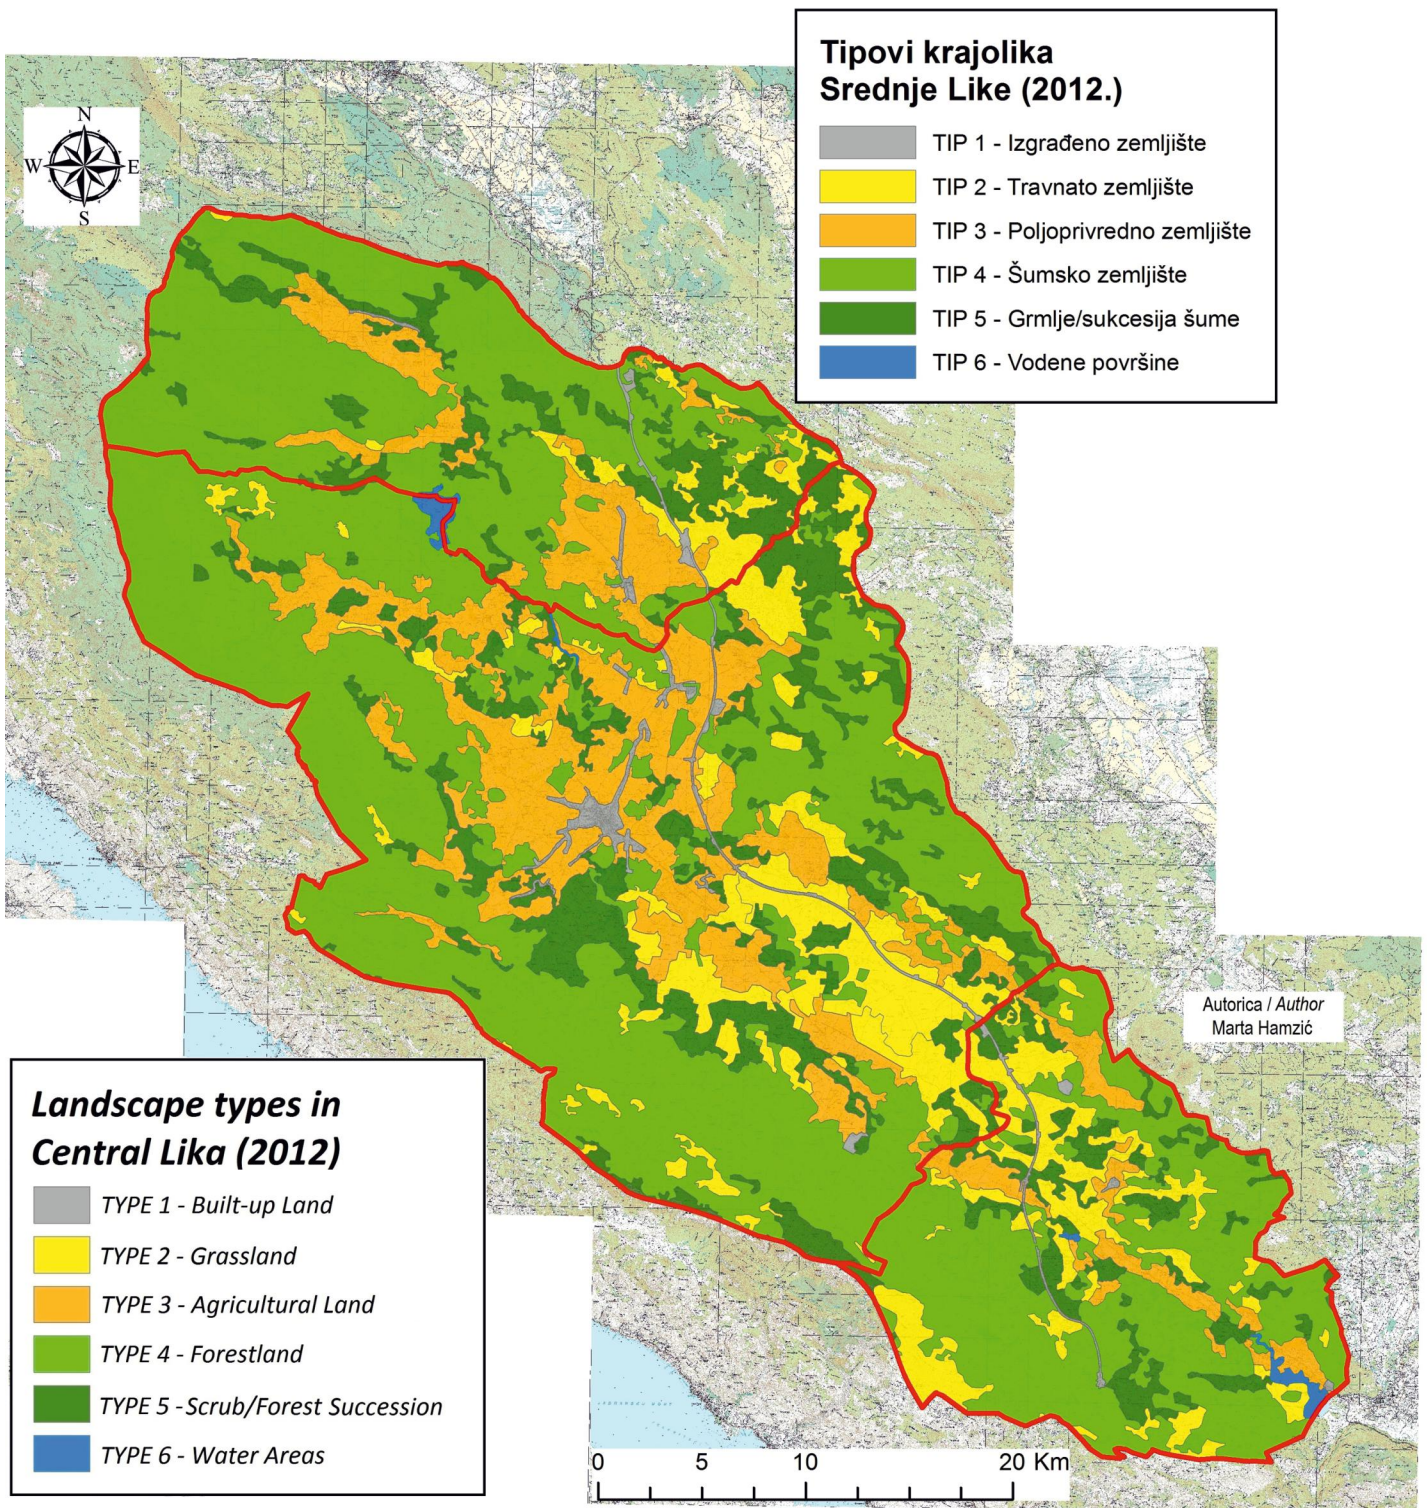 Tipovi krajolika
Srednje Like (2012.)
TIP 1 - Izgrađeno zemljište
TIP 2 - Travnato zemljište
TIP 3 - Poljoprivredno zemljište
TIP 4 - Šumsko zemljište
TIP 5 - Grmlje/sukcesija šume
TIP 6 - Vodene površine
N
W
E
S
Autorica / Author
Marta Hamzić
Landscape types in
Central Lika (2012)
TYPE 1 - Built-up Land
TYPE 2 - Grassland
TYPE 3 - Agricultural Land
TYPE 4 - Forestland
TYPE 5 - Scrub/Forest Succession
TYPE 6 - Water Areas
0 5 10 20 Km